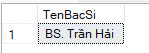 TenBacSi
1 BS. Trần Hải